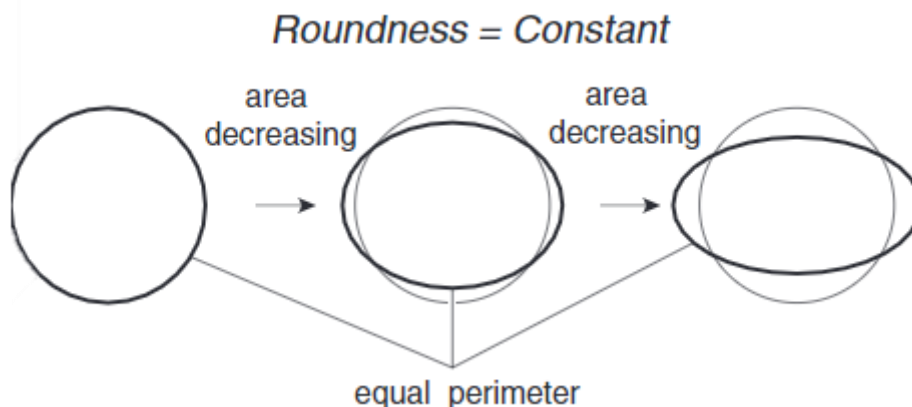 Roundness = Constant
area
decreasing
area
decreasing
equal perimeter